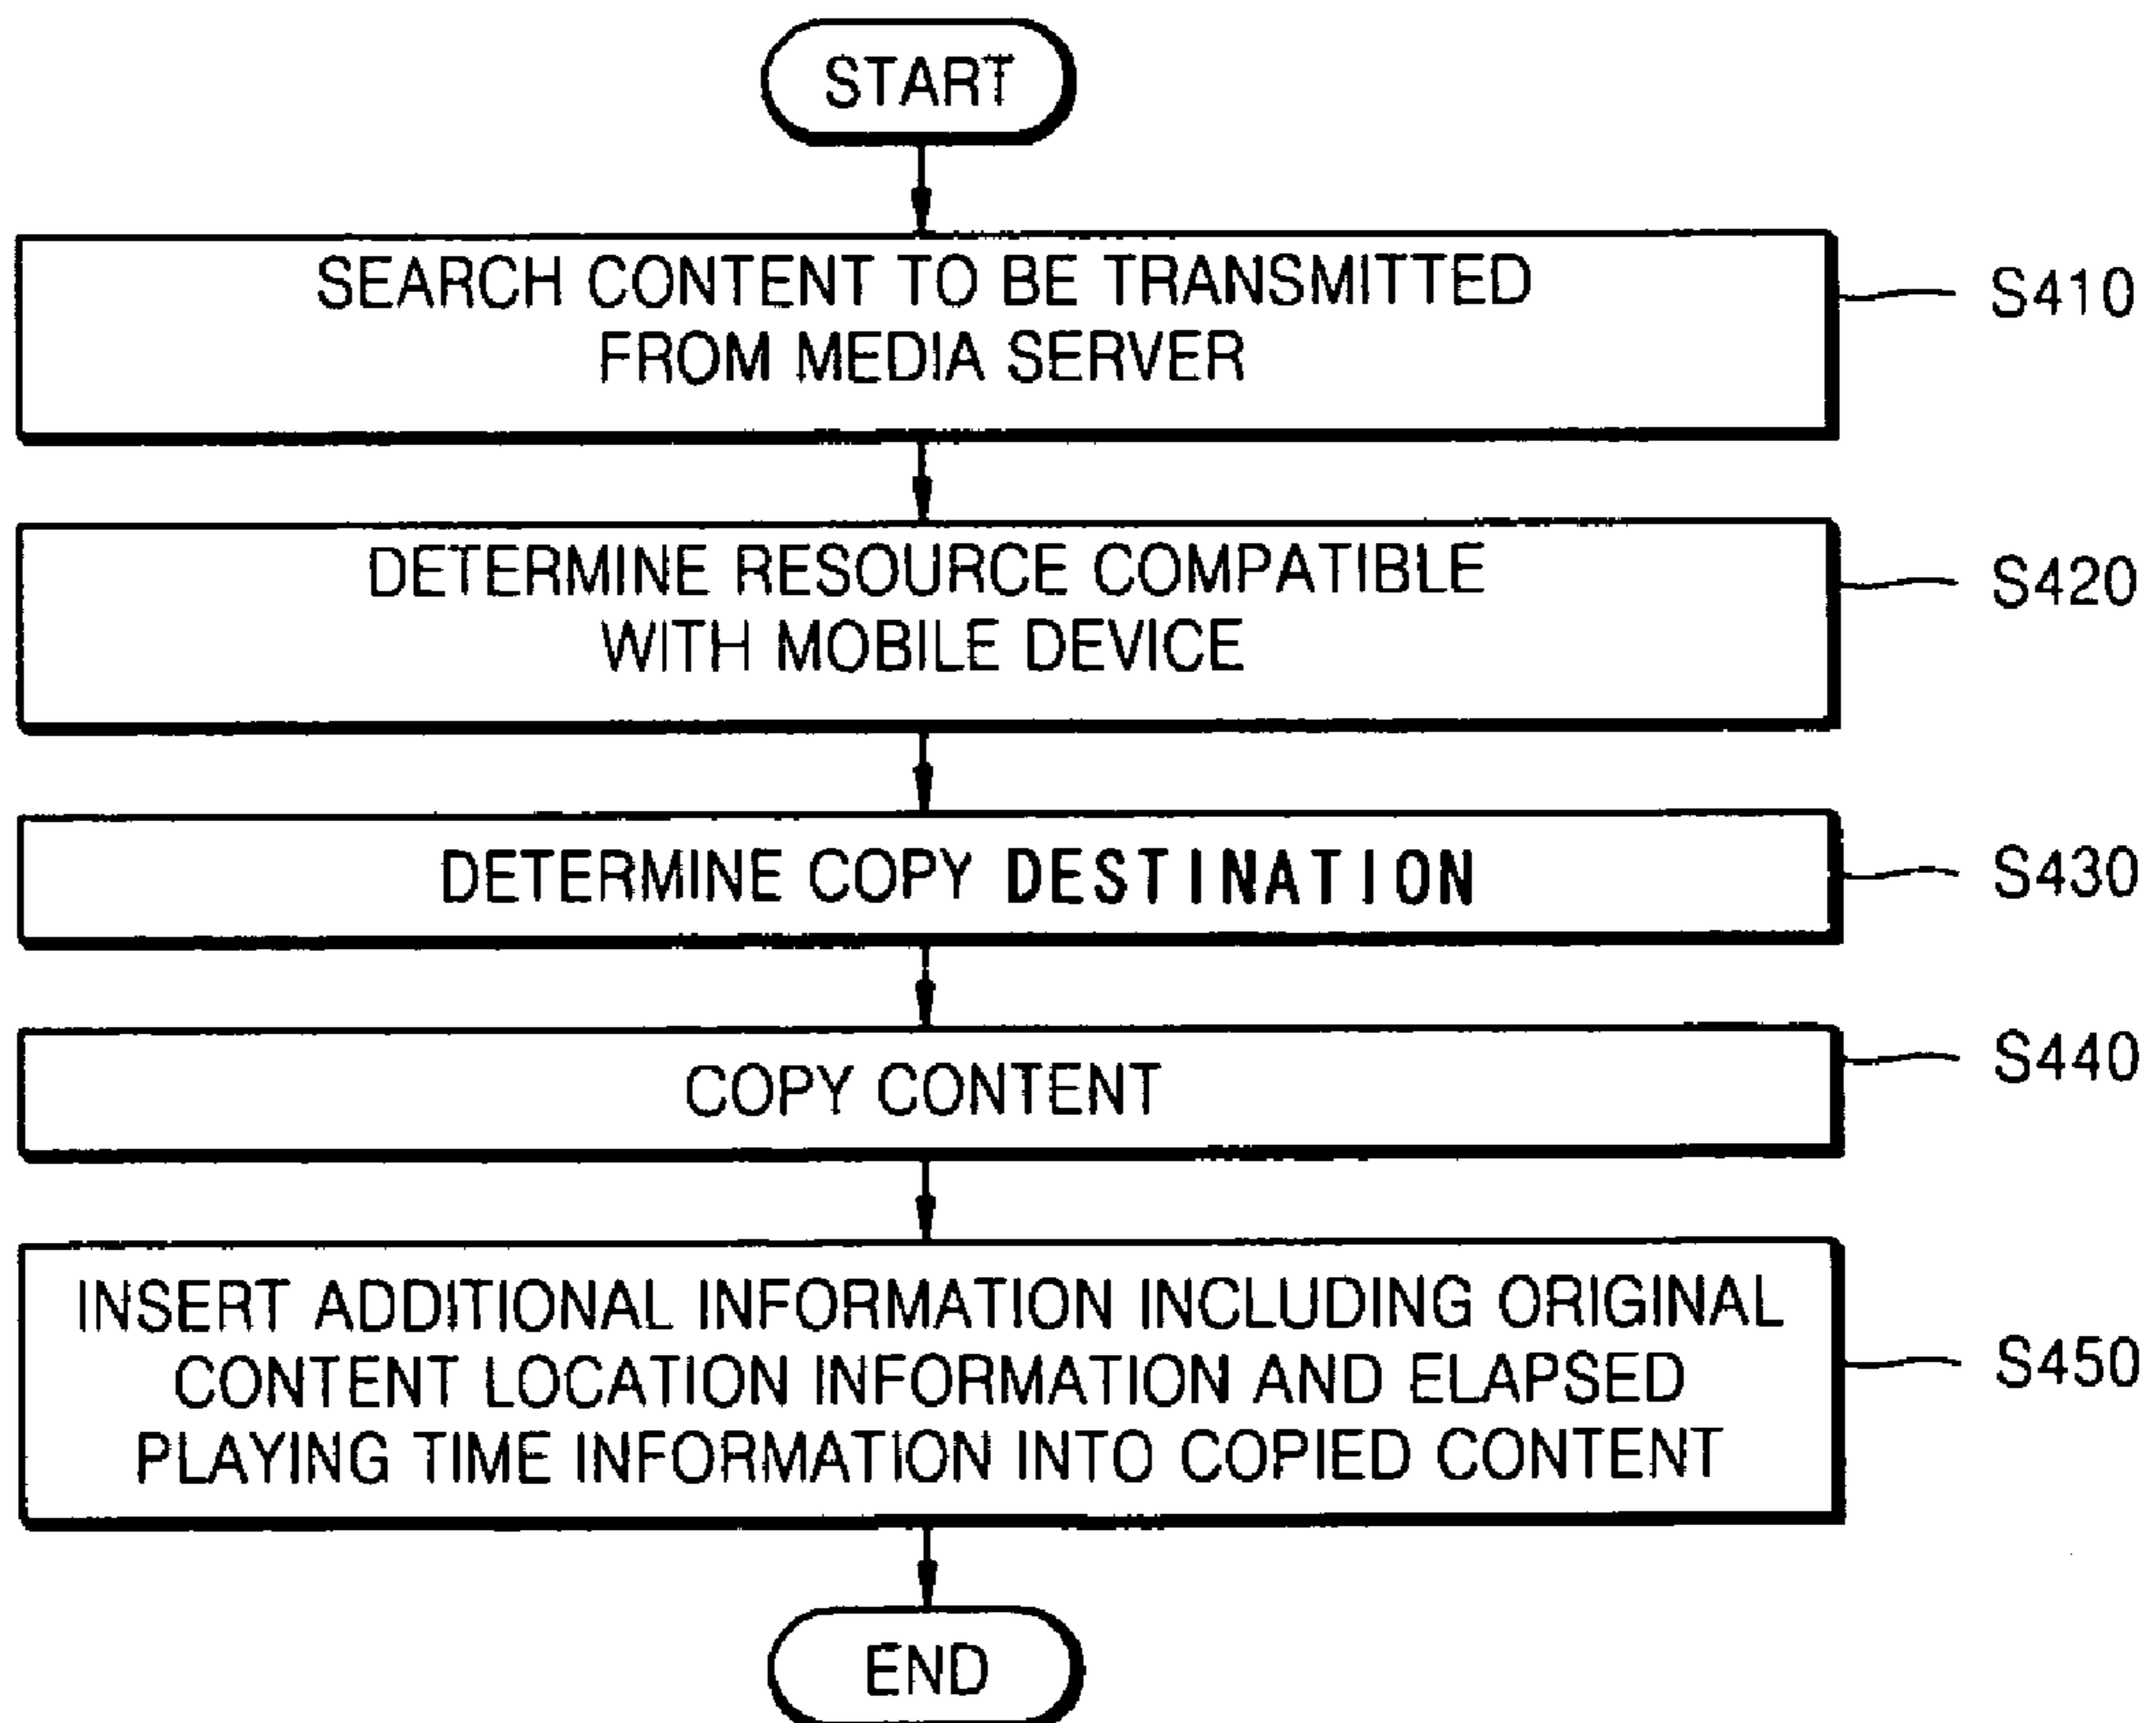 START
SEARCH CONTENT TO BE TRANSMITTED
FROM MEDIA SERVER
S410
DETERMINE RESOURCE COMPATIBLE
WITH MOBILE DEVICE
S420
DETERMINE COPY DESTINATION
S430
COPY CONTENT
S440
INSERT ADDITIONAL INFORMATION INCLUDING ORIGINAL
CONTENT LOCATION INFORMATION AND ELAPSED
PLAYING TIME INFORMATION INTO COPIED CONTENT
S450
END